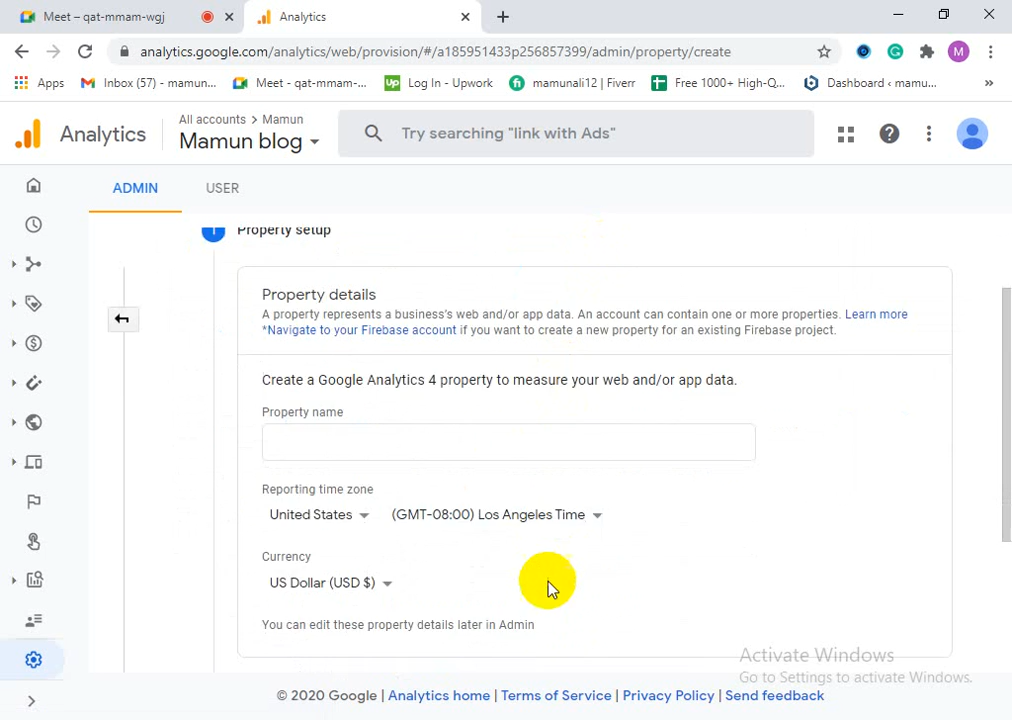 Meet – qat-mmam-wgj
Analytics
analytics.google.com/analytics/web/provision/#/a185951433p256857399/admin/property/create
M
Apps
Inbox (57) - mamun...
Meet - qat-mmam-...
Up
Log In - Upwork
fi
mamunali12 | Fiverr
Free 1000+ High-Q...
Dashboard ‹ mamu...
»
Analytics
All accounts > Mamun
Mamun blog
Try searching "link with Ads"
ADMIN
USER
1
Property setup
Property details
A property represents a business's web and/or app data. An account can contain one or more properties. Learn more
*Navigate to your Firebase account if you want to create a new property for an existing Firebase project.
Create a Google Analytics 4 property to measure your web and/or app data.
Property name
Reporting time zone
United States
(GMT-08:00) Los Angeles Time
Currency
US Dollar (USD $)
You can edit these property details later in Admin
Activate Windows
Go to Settings to activate Windows.
© 2020 Google | Analytics home | Terms of Service | Privacy Policy | Send feedback